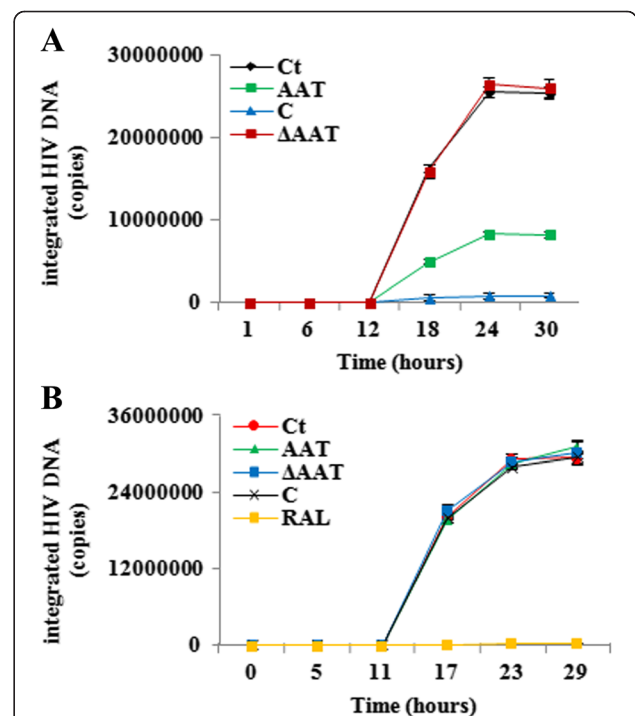 A
30000000
20000000
10000000
0
integrated HIV DNA
(copies)
Ct
AAT
C
ΔAAT
1 6 12 18 24 30
Time (hours)
B
36000000
24000000
12000000
0
integrated HIV DNA
(copies)
Ct
AAT
ΔAAT
C
RAL
0 5 11 17 23 29
Time (hours)